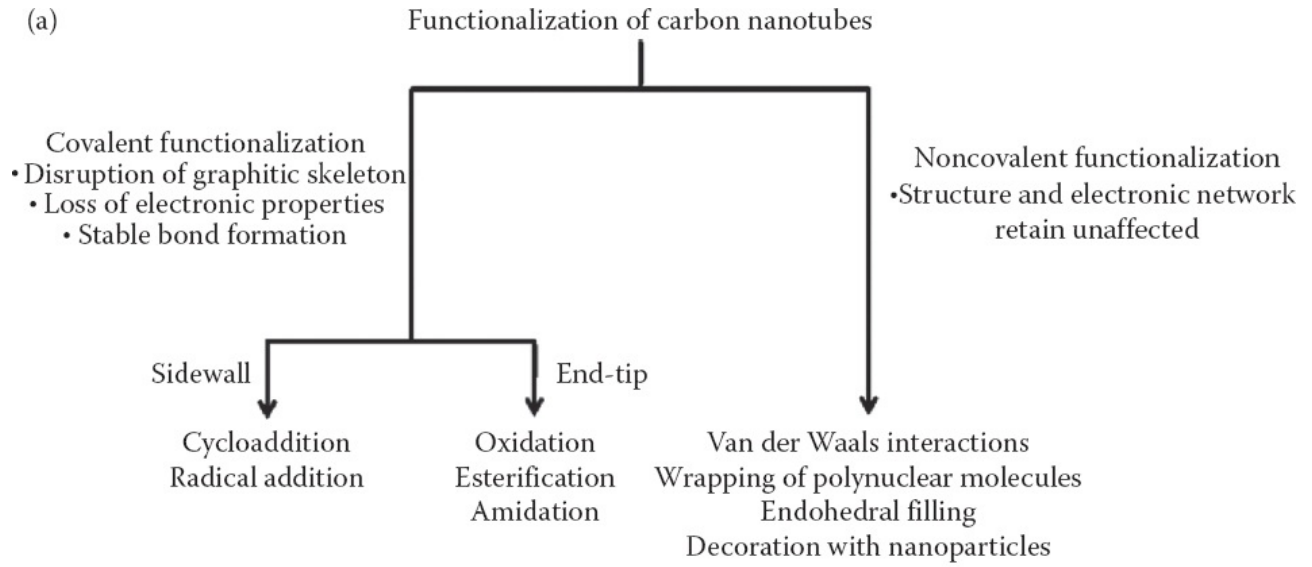 (a)
Functionalization of carbon nanotubes
Covalent functionalization
• Disruption of graphitic skeleton
• Loss of electronic properties
• Stable bond formation
Noncovalent functionalization
•Structure and electronic network
retain unaffected
Sidewall
End-tip
Cycloaddition
Radical addition
Oxidation
Esterification
Amidation
Van der Waals interactions
Wrapping of polynuclear molecules
Endohedral filling
Decoration with nanoparticles